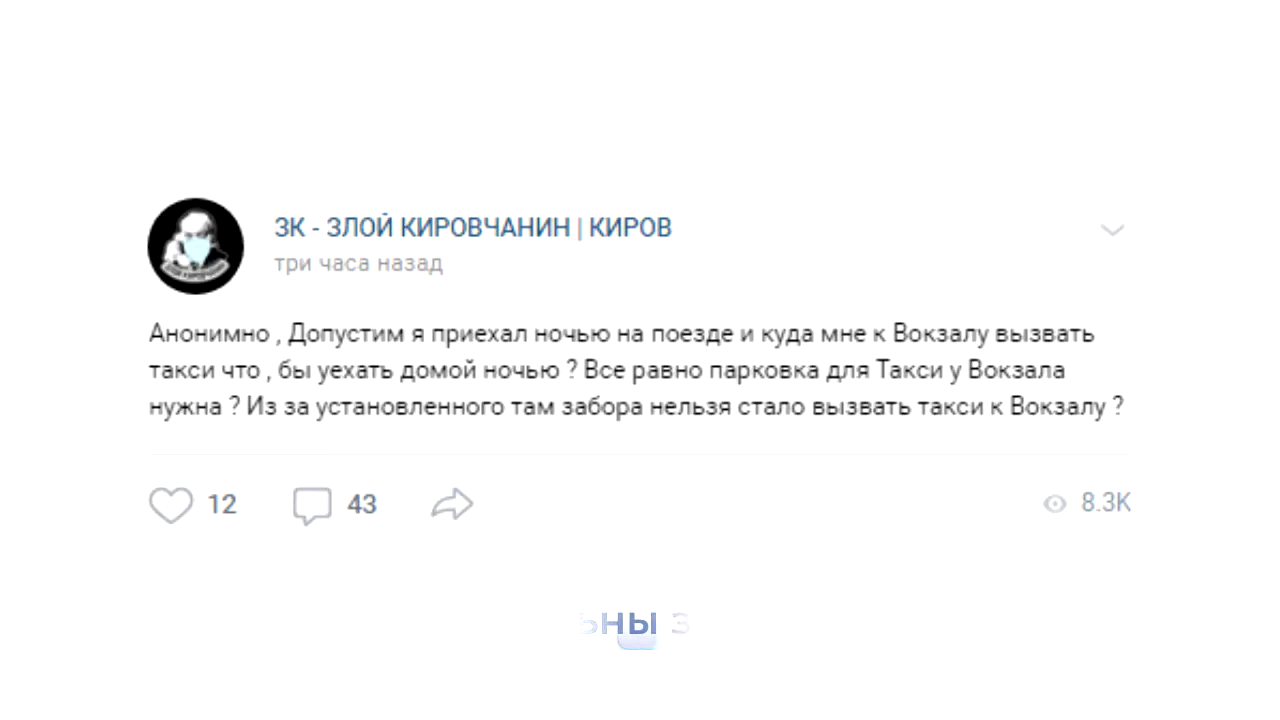 ЗК - ЗЛОЙ КИРОВЧАНИН | КИРОВ
три часа назад
Анонимно , Допустим я приехал ночью на поезде и куда мне к Вокзалу вызвать
такси что , бы уехать домой ночью ? Все равно парковка для Такси у Вокзала
нужна ? Из за установленного там забора нельзя стало вызвать такси к Вокзалу ?
12 43 8.3K